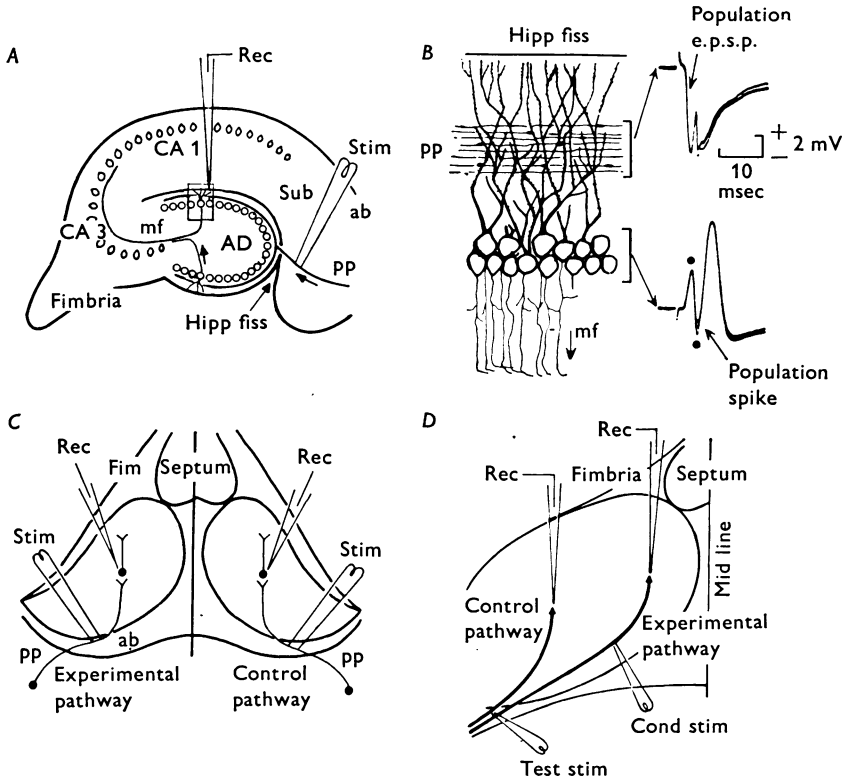 A
Rec
CA 1
Stim
Sub
ab
CA 3
mf
AD
pp
Fimbria
Hipp fiss
B
Hipp fiss
Population
e.p.s.p.
pp
+
− 2 mV
10
msec
mf
Population
spike
C
Rec
Fim
Septum
Rec
Stim
Stim
ab
pp
pp
Experimental
pathway
Control
pathway
D
Rec
Rec
Fimbria
Septum
Mid line
Control
pathway
Experimental
pathway
Cond stim
Test stim